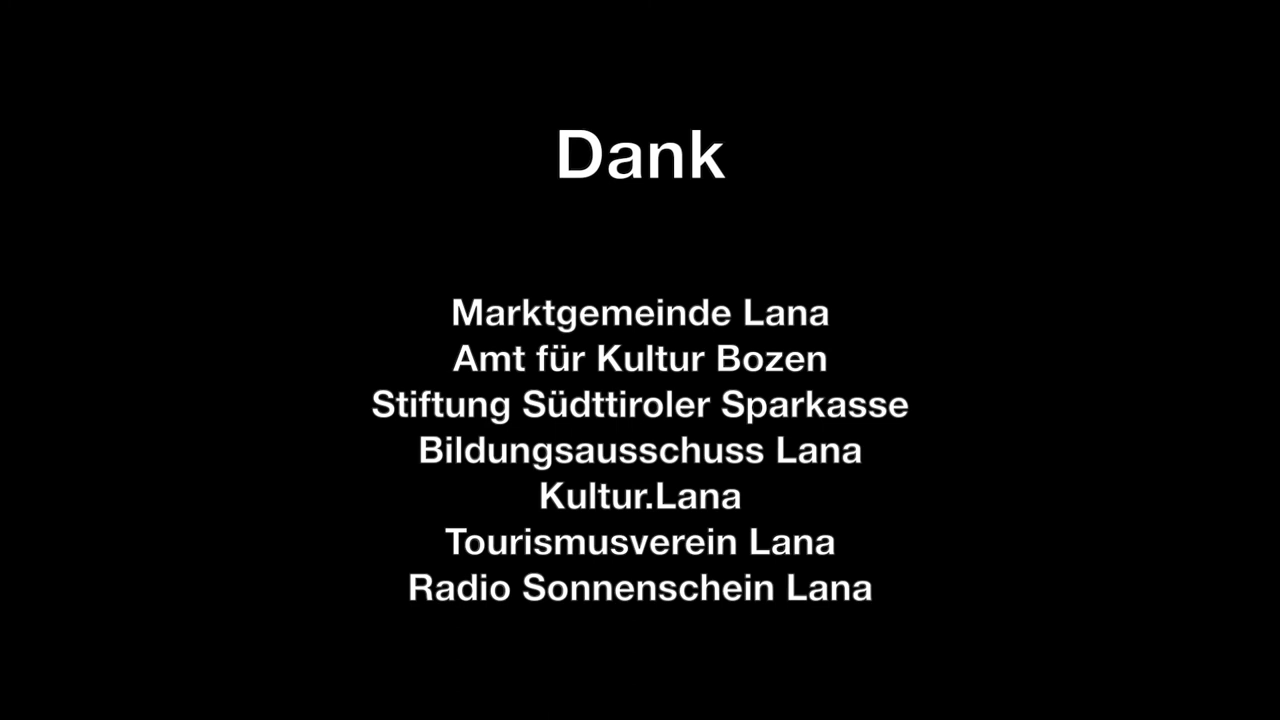 Dank
Marktgemeinde Lana
Amt für Kultur Bozen
Stiftung Südttiroler Sparkasse
Bildungsausschuss Lana
Kultur.Lana
Tourismusverein Lana
Radio Sonnenschein Lana